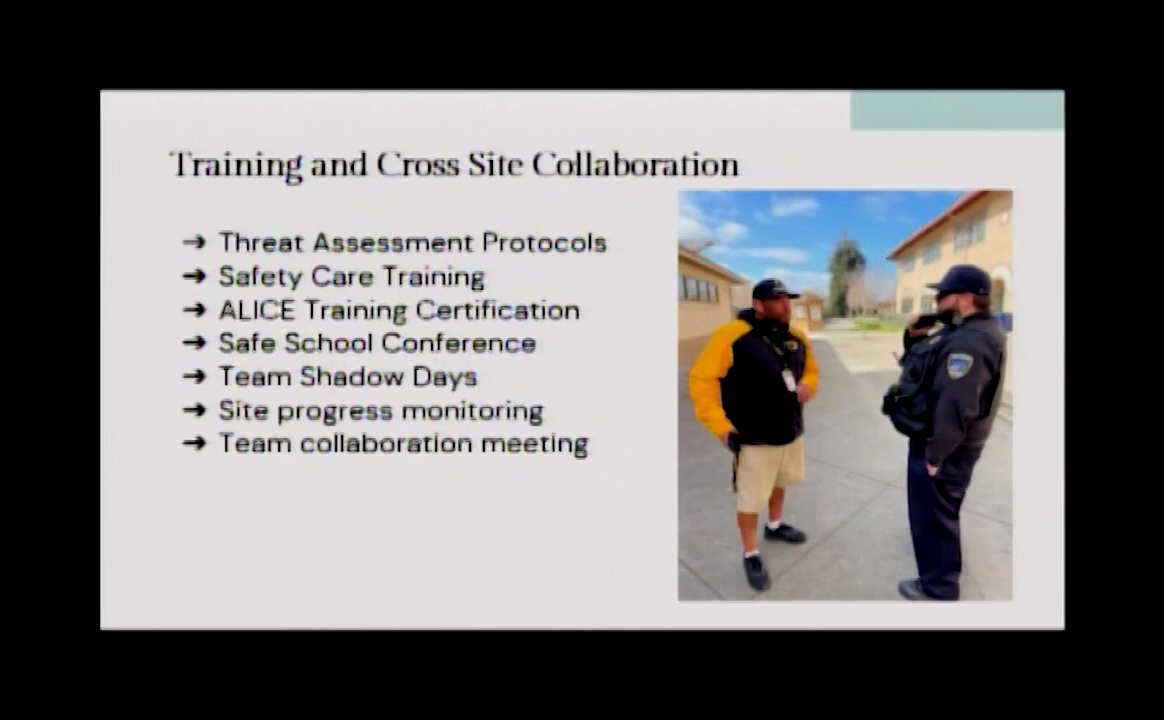 Training and Cross Site Collaboration
➔ Threat Assessment Protocols
➔ Safety Care Training
➔ ALICE Training Certification
➔ Safe School Conference
➔ Team Shadow Days
➔ Site progress monitoring
➔ Team collaboration meeting